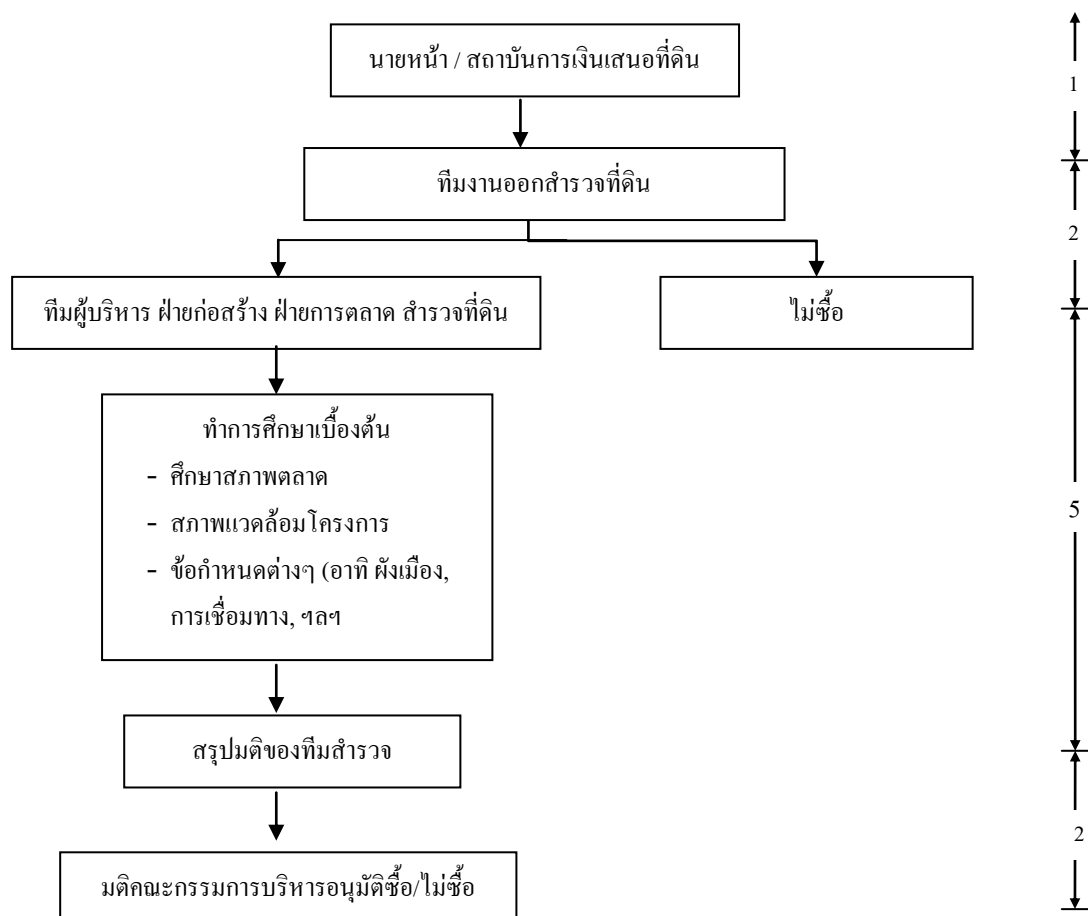 นายหน้า / สถาบันการเงินเสนอที่ดิน
1
ทีมงานออกสำรวจที่ดิน
2
ทีมผู้บริหาร ฝ่ายก่อสร้าง ฝ่ายการตลาด สำรวจที่ดิน
ไม่ซื้อ
ทำการศึกษาเบื้องต้น
- ศึกษาสภาพตลาด
- สภาพแวดล้อมโครงการ
- ข้อกำหนดต่างๆ (อาทิ ผังเมือง,
การเชื่อมทาง, ฯลฯ
5
สรุปมติของทีมสำรวจ
2
มติคณะกรรมการบริหารอนุมัติซื้อ/ไม่ซื้อ